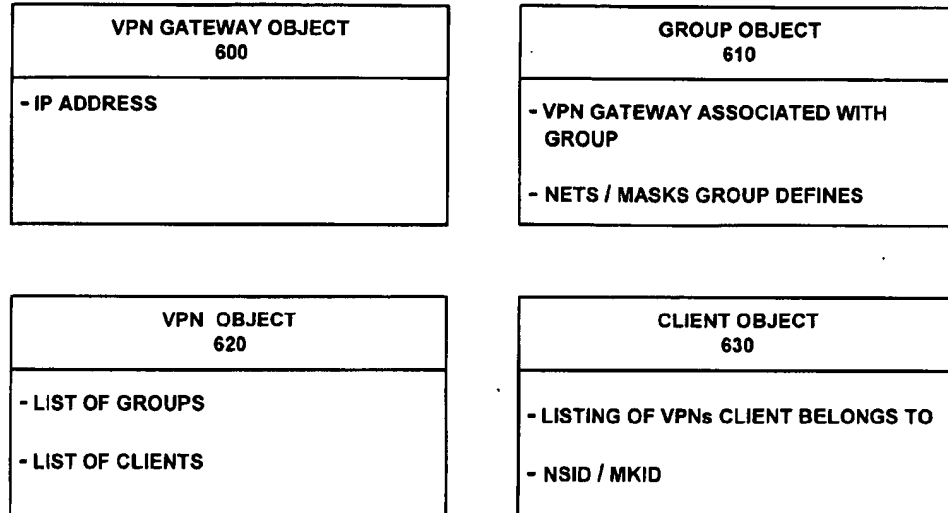 VPN GATEWAY OBJECT
600
- IP ADDRESS
GROUP OBJECT
610
- VPN GATEWAY ASSOCIATED WITH
GROUP
- NETS / MASKS GROUP DEFINES
VPN OBJECT
620
- LIST OF GROUPS
- LIST OF CLIENTS
CLIENT OBJECT
630
- LISTING OF VPNs CLIENT BELONGS TO
- NSID / MKID